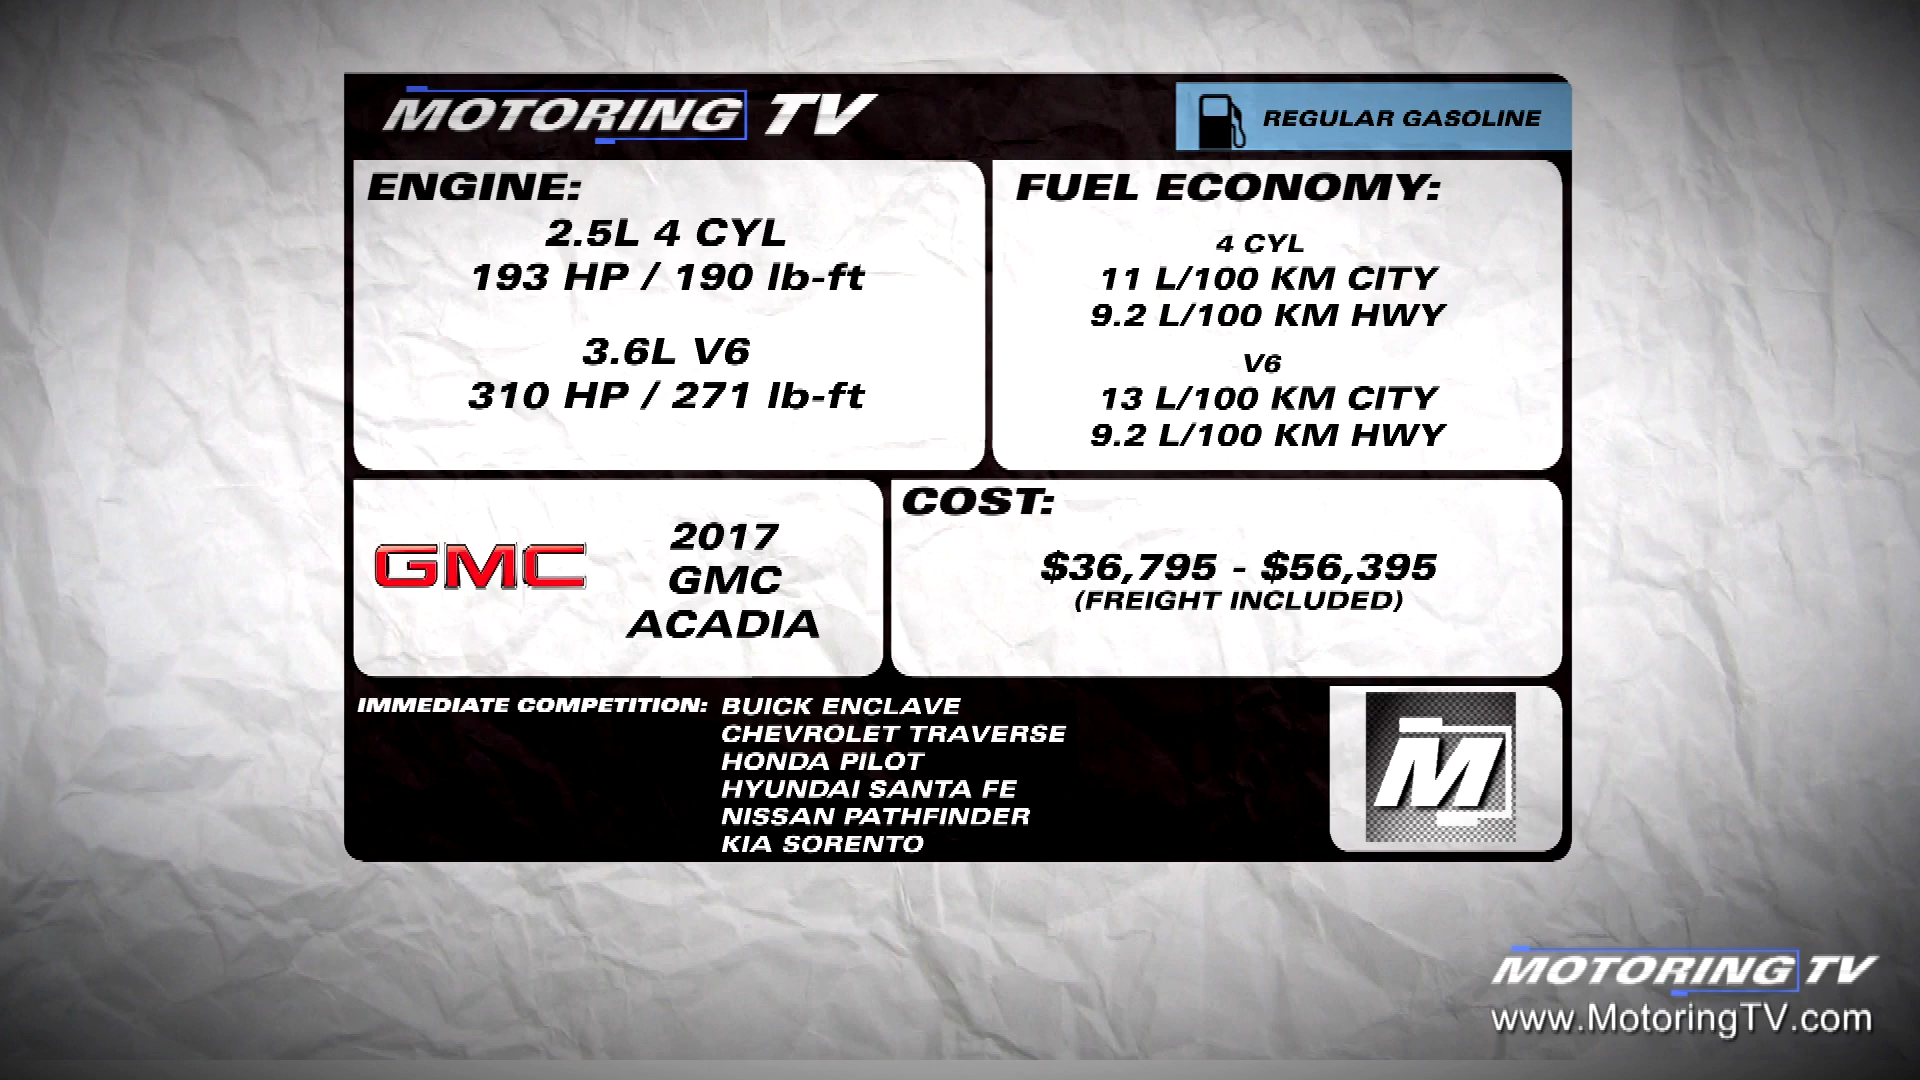 MOTORING TV
REGULAR GASOLINE
ENGINE:
2.5L 4 CYL
193 HP / 190 lb-ft
3.6L V6
310 HP / 271 lb-ft
FUEL ECONOMY:
4 CYL
11 L/100 KM CITY
9.2 L/100 KM HWY
V6
13 L/100 KM CITY
9.2 L/100 KM HWY
GMC
2017
GMC
ACADIA
COST:
$36,795 - $56,395
(FREIGHT INCLUDED)
IMMEDIATE COMPETITION: BUICK ENCLAVE
CHEVROLET TRAVERSE
HONDA PILOT
HYUNDAI SANTA FE
NISSAN PATHFINDER
KIA SORENTO
M
MOTORING TV
www.MotoringTV.com